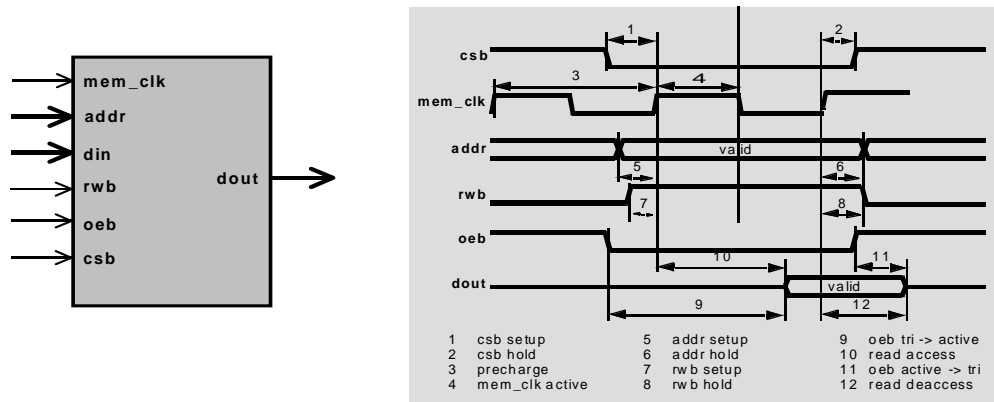 mem_clk
addr
din
rwb
oeb
csb
dout
1 2
csb
3 4
mem_clk
addr valid
5 6
rwb
7 8
oeb
10 11
dout valid
9 12
1 csb setup 5 addr setup 9 oeb tri -> active
2 csb hold 6 addr hold 10 read access
3 precharge 7 rwb setup 11 oeb active -> tri
4 mem_clk active 8 rwb hold 12 read deaccess